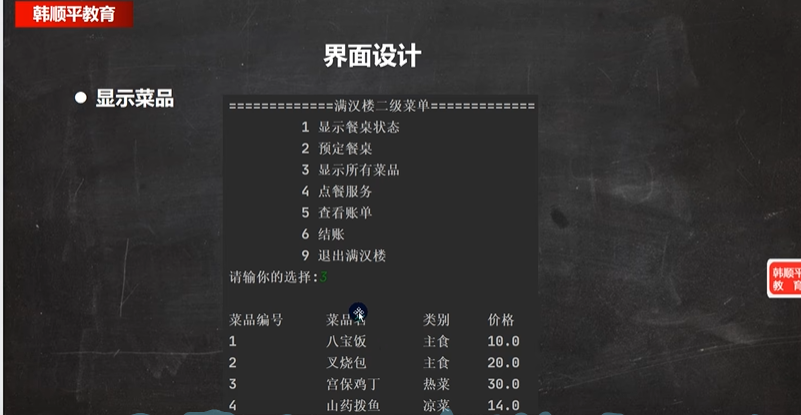 韩顺平教育
界面设计
● 显示菜品
=============满汉楼二级菜单=============
1 显示餐桌状态
2 预定餐桌
3 显示所有菜品
4 点餐服务
5 查看账单
6 结账
9 退出满汉楼
请输你的选择:3
韩顺平
教 育
菜品编号 菜品名 类别 价格
1 八宝饭 主食 10.0
2 叉烧包 主食 20.0
3 宫保鸡丁 热菜 30.0
4 山药拨鱼 凉菜 14.0